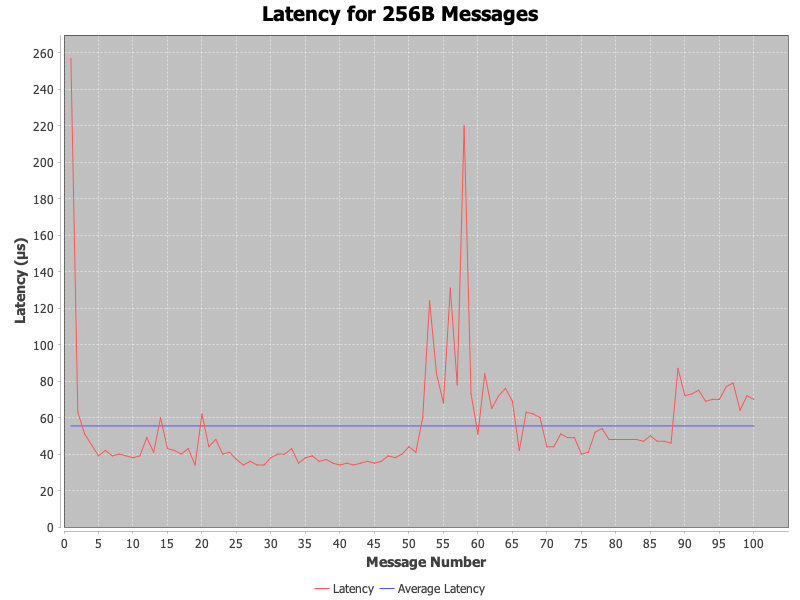 Latency for 256B Messages
Latency (µs)
260
240
220
200
180
160
140
120
100
80
60
40
20
0
0 5 10 15 20 25 30 35 40 45 50 55 60 65 70 75 80 85 90 95 100
Message Number
Latency Average Latency